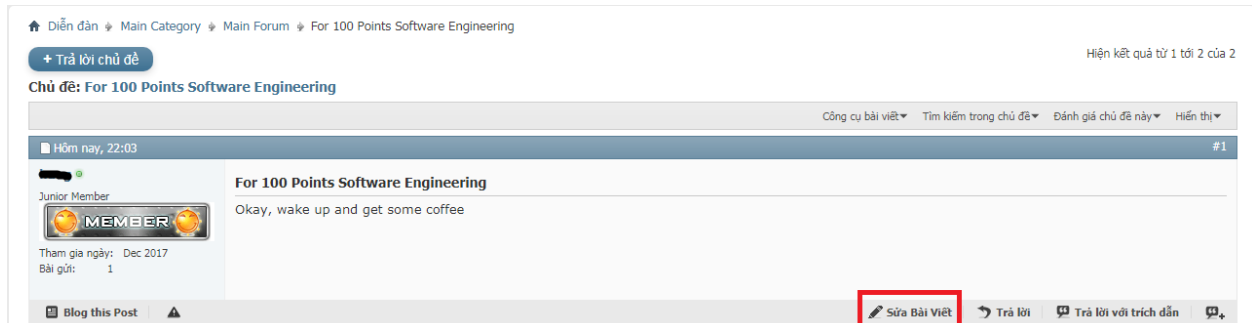 Diễn đàn Main Category Main Forum For 100 Points Software Engineering
+ Trả lời chủ đề
Hiện kết quả từ 1 tới 2 của 2
Chủ đề: For 100 Points Software Engineering
Công cụ bài viết Tìm kiếm trong chủ đề Đánh giá chủ đề này Hiển thị
Hôm nay, 22:03 #1
For 100 Points Software Engineering
Junior Member
Okay, wake up and get some coffee
MEMBER
Tham gia ngày: Dec 2017
Bài gửi: 1
Blog this Post Sửa Bài Viết Trả lời Trả lời với trích dẫn